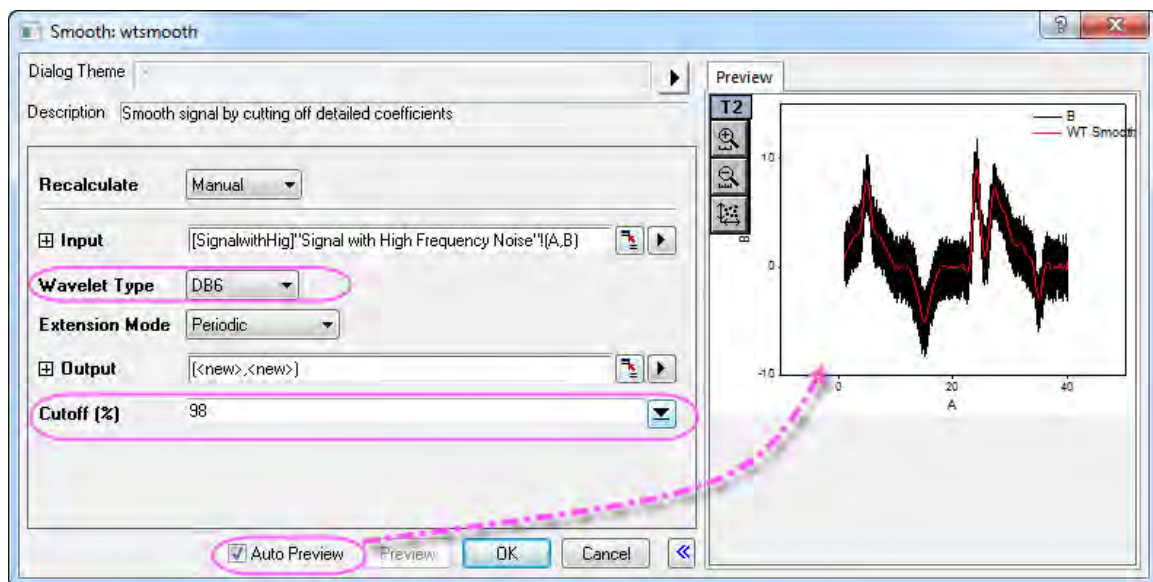 Smooth: wtsmooth
Dialog Theme
Description Smooth signal by cutting off detailed coefficients
Recalculate Manual
Input [SignalwithHig]"Signal with High Frequency Noise"!(A,B)
Wavelet Type DB6
Extension Mode Periodic
Output (<new>,<new>)
Cutoff (%) 98
Auto Preview Preview OK Cancel
Preview
T2
B
WT Smooth
10
0
-10
B
0 20 40
A